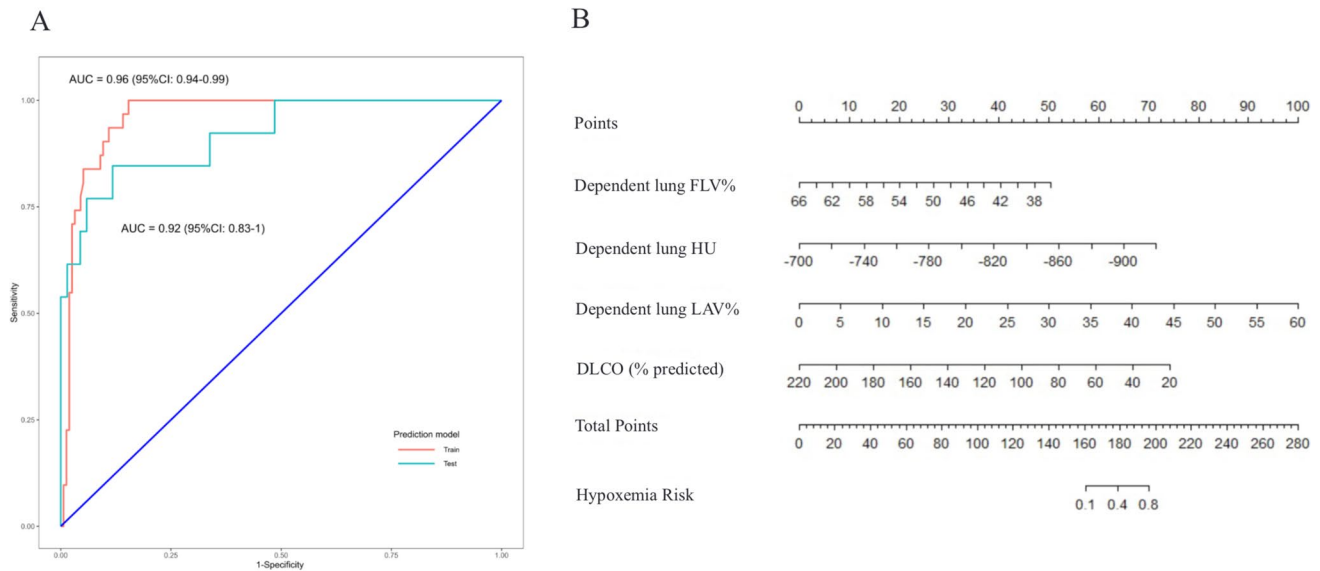 A
AUC = 0.96 (95%CI: 0.94-0.99)
1.00
0.75
AUC = 0.92 (95%CI: 0.83-1)
Sensitivity
0.50
0.25
Prediction model
Train
Test
0.00
0.00 0.25 0.50 0.75 1.00
1-Specificity
B
0 10 20 30 40 50 60 70 80 90 100
Points
Dependent lung FLV%
66 62 58 54 50 46 42 38
Dependent lung HU
-700 -740 -780 -820 -860 -900
Dependent lung LAV%
0 5 10 15 20 25 30 35 40 45 50 55 60
DLCO (% predicted)
220 200 180 160 140 120 100 80 60 40 20
Total Points
0 20 40 60 80 100 120 140 160 180 200 220 240 260 280
Hypoxemia Risk
0.1 0.4 0.8